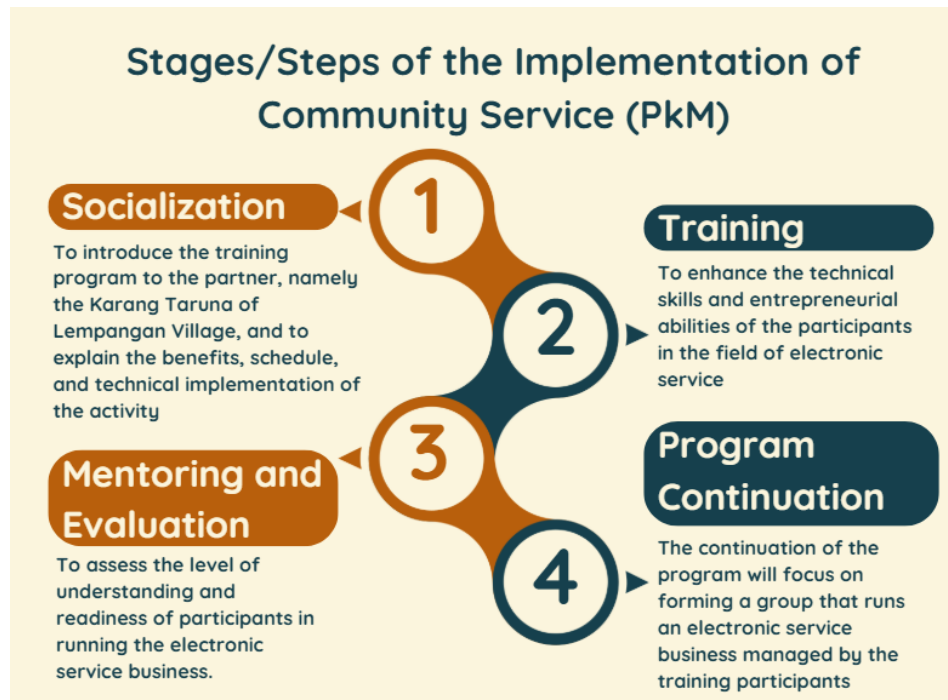 Stages/Steps of the Implementation of
Community Service (PkM)
1
Socialization
To introduce the training
program to the partner, namely
the Karang Taruna of
Lempangan Village, and to
explain the benefits, schedule,
and technical implementation of
the activity
2
Training
To enhance the technical
skills and entrepreneurial
abilities of the participants
in the field of electronic
service
3
Mentoring and
Evaluation
To assess the level of
understanding and
readiness of participants in
running the electronic
service business.
4
Program
Continuation
The continuation of the
program will focus on
forming a group that runs
an electronic service
business managed by the
training participants